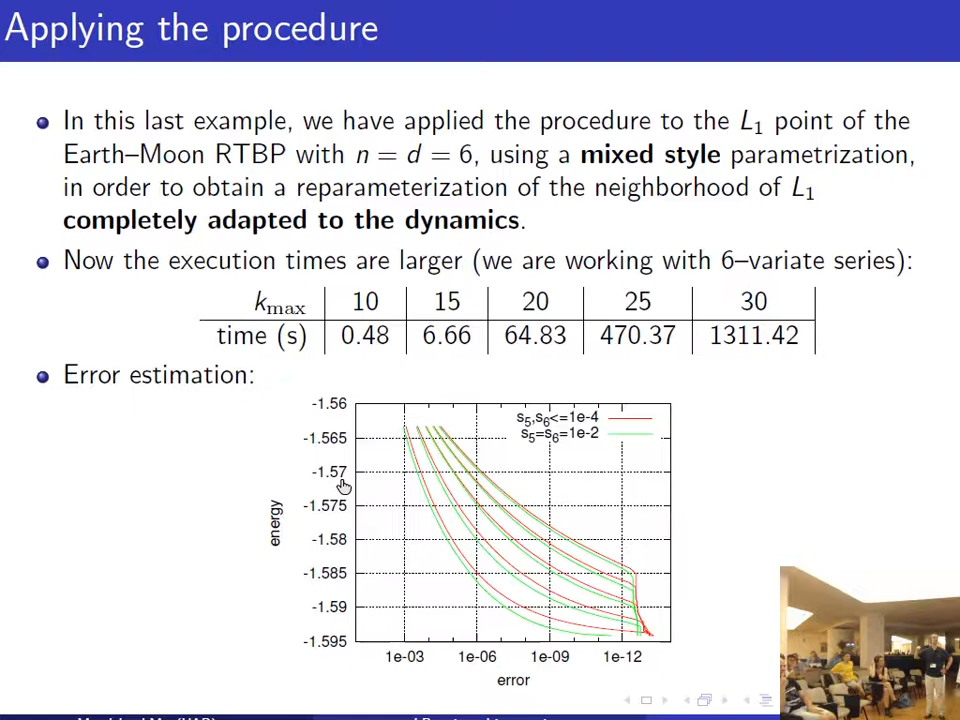 Applying the procedure
In this last example, we have applied the procedure to the L₁ point of the
Earth–Moon RTBP with n = d = 6, using a mixed style parametrization,
in order to obtain a reparameterization of the neighborhood of L₁
completely adapted to the dynamics.
Now the execution times are larger (we are working with 6–variate series):
kmax 10 15 20 25 30
time (s) 0.48 6.66 64.83 470.37 1311.42
Error estimation:
s₅,s₆<=1e-4
s₅=s₆=1e-2
-1.56
-1.565
-1.57
-1.575
-1.58
-1.585
-1.59
-1.595
energy
1e-03 1e-06 1e-09 1e-12
error